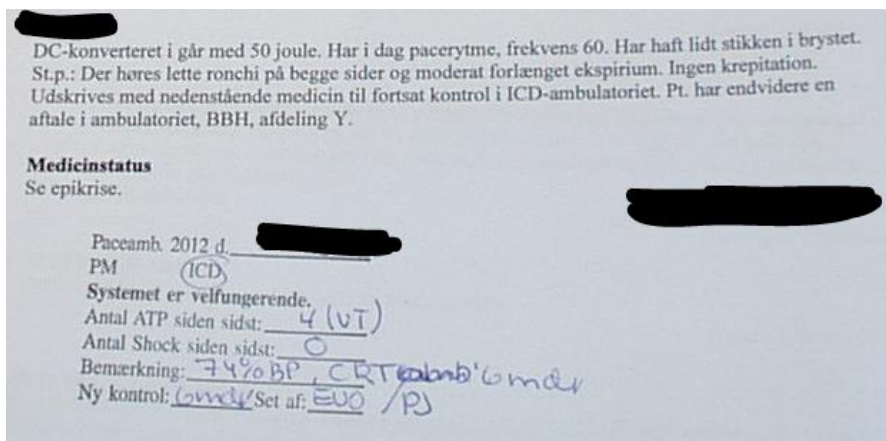 DC-konverteret i går med 50 joule. Har i dag pacerytme, frekvens 60. Har haft lidt stikken i brystet.
St.p.: Der høres lette ronchi på begge sider og moderat forlænget ekspirium. Ingen krepitation.
Udskrives med nedenstående medicin til fortsat kontrol i ICD-ambulatoriet. Pt. har endvidere en
aftale i ambulatoriet, BBH, afdeling Y.
Medicinstatus
Se epikrise.
Paceamb. 2012 d.
PM ICD
Systemet er velfungerende.
Antal ATP siden sidst: 4 (VT)
Antal Shock siden sidst: 0
Bemærkning: 74% BP, CRT 6 mdr
Ny kontrol: 6 mdr Set af: EVO / PJ